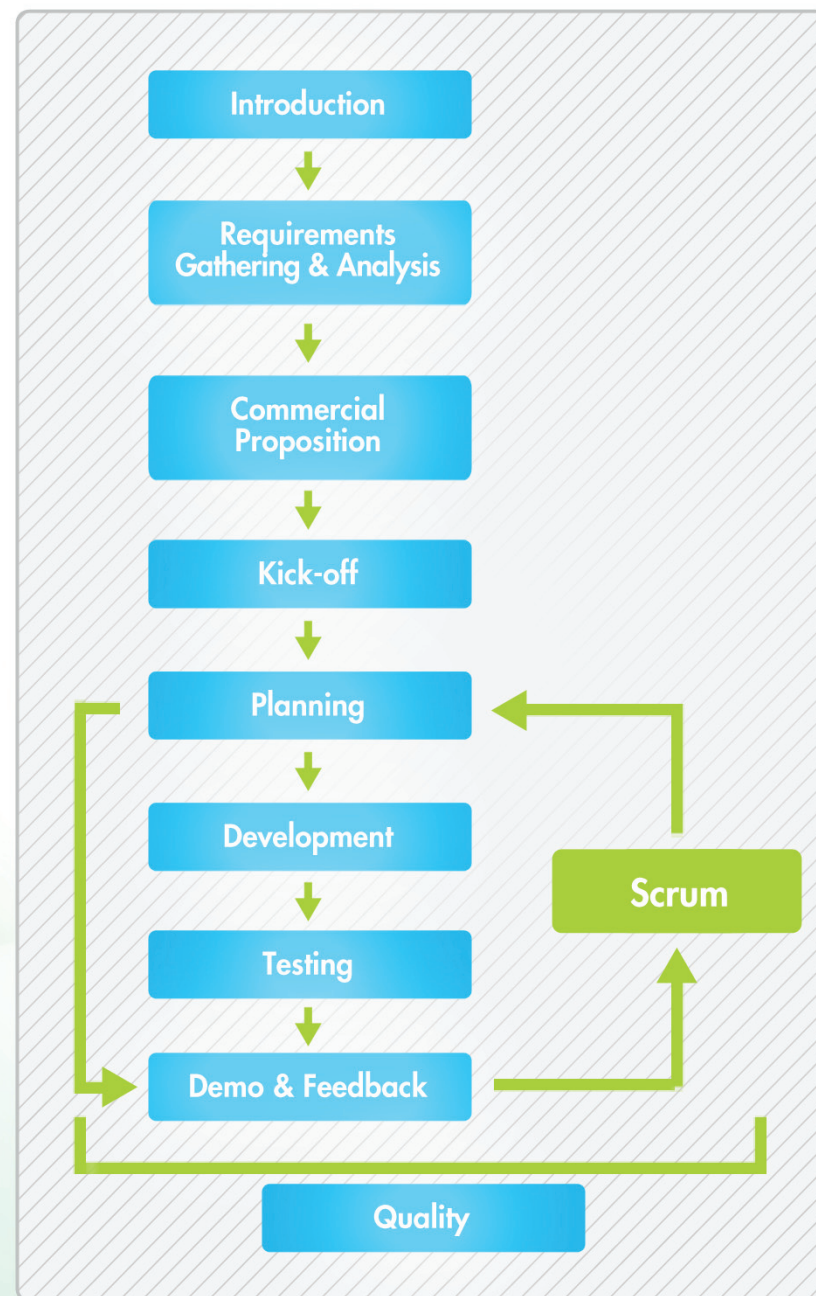 Introduction
Requirements
Gathering & Analysis
Commercial
Proposition
Kick-off
Planning
Development
Scrum
Testing
Demo & Feedback
Quality